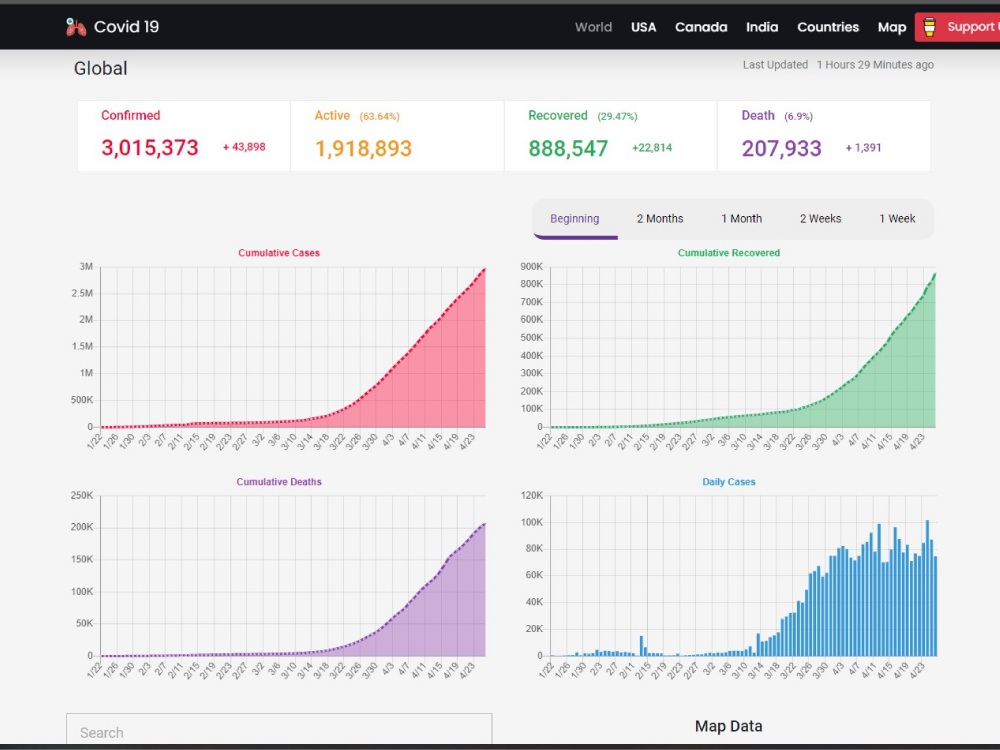 Covid 19 World USA Canada India Countries Map Support
Global Last Updated 1 Hours 29 Minutes ago
Confirmed Active (63.64%) Recovered (29.47%) Death (6.9%)
3,015,373 + 43,898 1,918,893 888,547 +22,814 207,933 + 1,391
Beginning 2 Months 1 Month 2 Weeks 1 Week
Cumulative Cases
3M
2.5M
2M
1.5M
1M
500K
0
1/22 1/26 1/30 2/3 2/7 2/11 2/15 2/19 2/23 2/27 3/2 3/6 3/10 3/14 3/18 3/22 3/26 3/30 4/3 4/7 4/11 4/15 4/19 4/23
Cumulative Recovered
900K
800K
700K
600K
500K
400K
300K
200K
100K
0
1/22 1/26 1/30 2/3 2/7 2/11 2/15 2/19 2/23 2/27 3/2 3/6 3/10 3/14 3/18 3/22 3/26 3/30 4/3 4/7 4/11 4/15 4/19 4/23
Cumulative Deaths
250K
200K
150K
100K
50K
0
1/22 1/26 1/30 2/3 2/7 2/11 2/15 2/19 2/23 2/27 3/2 3/6 3/10 3/14 3/18 3/22 3/26 3/30 4/3 4/7 4/11 4/15 4/19 4/23
Daily Cases
120K
100K
80K
60K
40K
20K
0
1/22 1/26 1/30 2/3 2/7 2/11 2/15 2/19 2/23 2/27 3/2 3/6 3/10 3/14 3/18 3/22 3/26 3/30 4/3 4/7 4/11 4/15 4/19 4/23
Search
Map Data